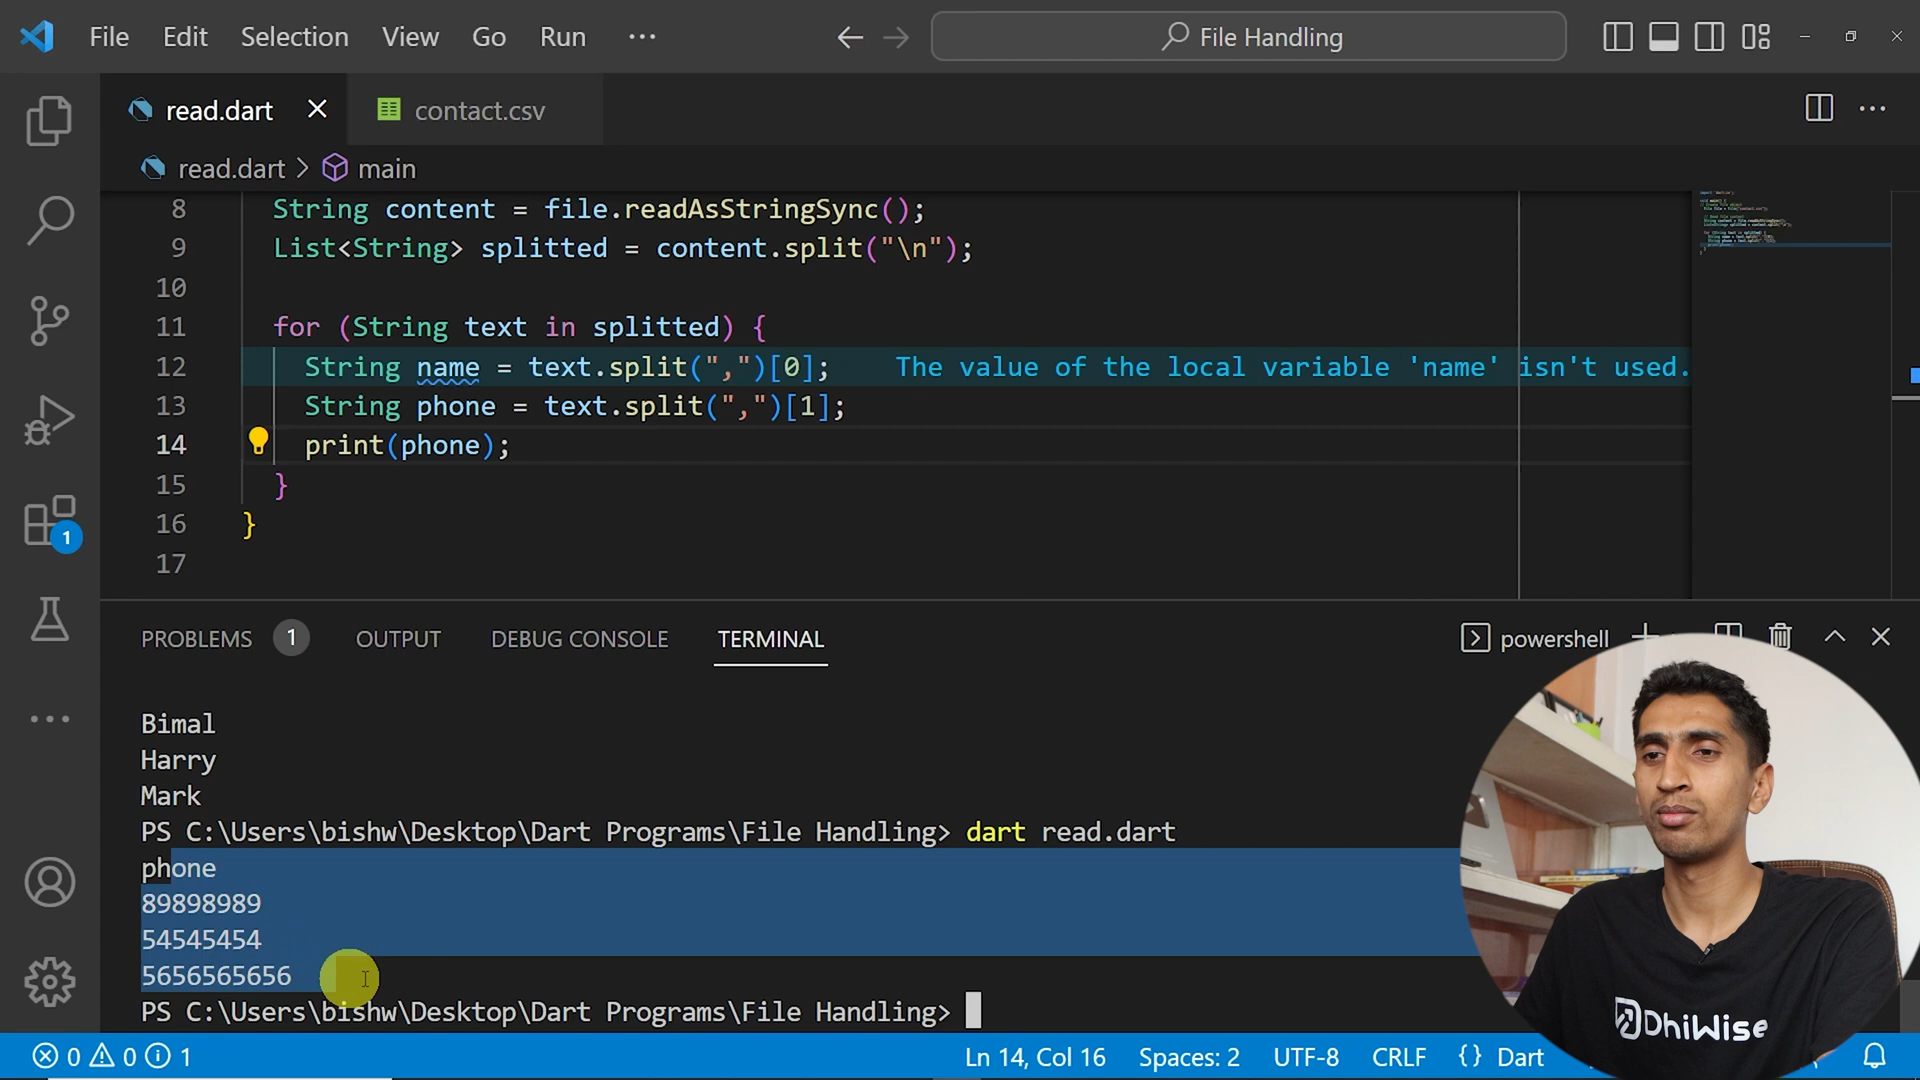 File Edit Selection View Go Run ··· File Handling
read.dart contact.csv
read.dart > main
8 String content = file.readAsStringSync();
9 List<String> splitted = content.split("\n");
10
11 for (String text in splitted) {
12 String name = text.split(",")[0]; The value of the local variable 'name' isn't used.
13 String phone = text.split(",")[1];
14 print(phone);
15 }
16 }
17
1
PROBLEMS 1 OUTPUT DEBUG CONSOLE TERMINAL powershell
Bimal
Harry
Mark
PS C:\Users\bishw\Desktop\Dart Programs\File Handling> dart read.dart
phone
89898989
54545454
5656565656
PS C:\Users\bishw\Desktop\Dart Programs\File Handling>
DhiWise
0 0 1 Ln 14, Col 16 Spaces: 2 UTF-8 CRLF {} Dart